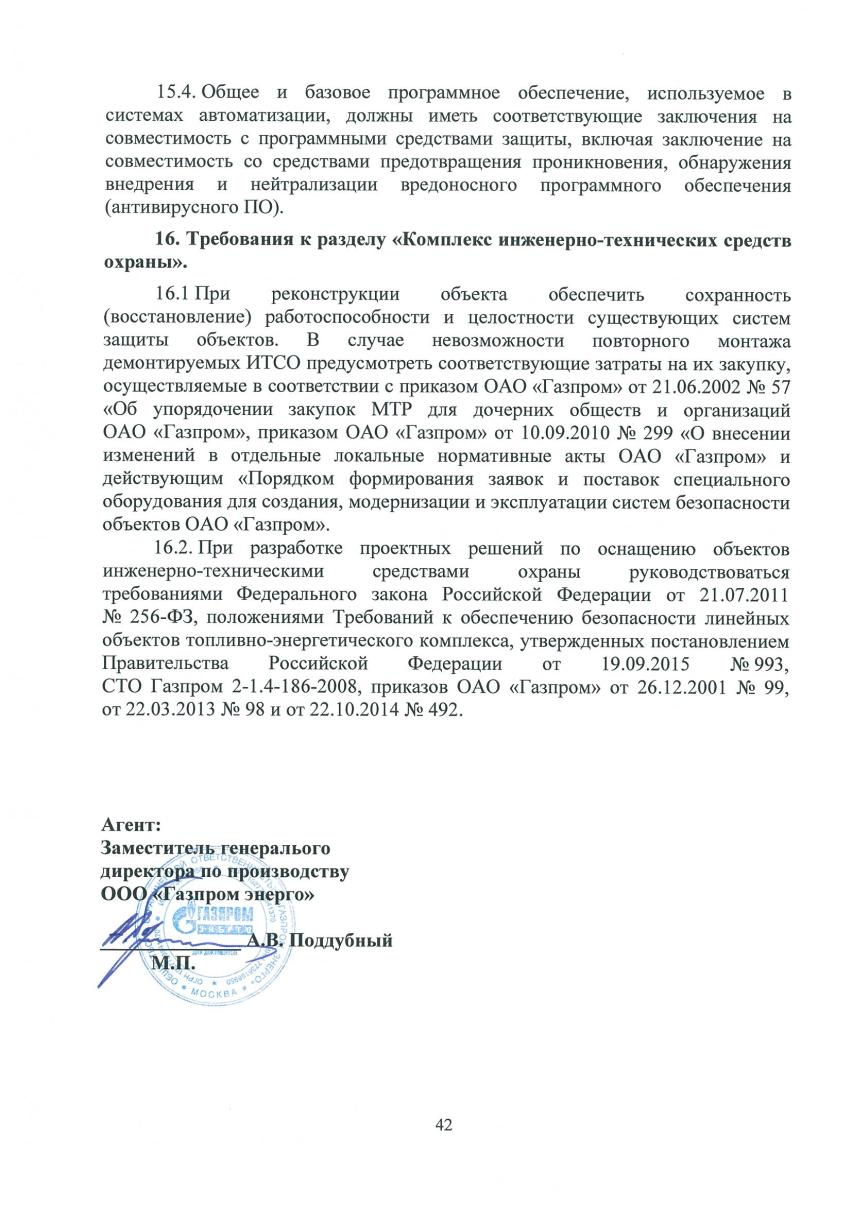 15.4. Общее и базовое программное обеспечение, используемое в
системах автоматизации, должны иметь соответствующие заключения на
совместимость с программными средствами защиты, включая заключение на
совместимость со средствами предотвращения проникновения, обнаружения
внедрения и нейтрализации вредоносного программного обеспечения
(антивирусного ПО).
16. Требования к разделу «Комплекс инженерно-технических средств
охраны».
16.1 При реконструкции объекта обеспечить сохранность
(восстановление) работоспособности и целостности существующих систем
защиты объектов. В случае невозможности повторного монтажа
демонтируемых ИТСО предусмотреть соответствующие затраты на их закупку,
осуществляемые в соответствии с приказом ОАО «Газпром» от 21.06.2002 № 57
«Об упорядочении закупок МТР для дочерних обществ и организаций
ОАО «Газпром», приказом ОАО «Газпром» от 10.09.2010 № 299 «О внесении
изменений в отдельные локальные нормативные акты ОАО «Газпром» и
действующим «Порядком формирования заявок и поставок специального
оборудования для создания, модернизации и эксплуатации систем безопасности
объектов ОАО «Газпром».
16.2. При разработке проектных решений по оснащению объектов
инженерно-техническими средствами охраны руководствоваться
требованиями Федерального закона Российской Федерации от 21.07.2011
№ 256-ФЗ, положениями Требований к обеспечению безопасности линейных
объектов топливно-энергетического комплекса, утвержденных постановлением
Правительства Российской Федерации от 19.09.2015 № 993,
СТО Газпром 2-1.4-186-2008, приказов ОАО «Газпром» от 26.12.2001 № 99,
от 22.03.2013 № 98 и от 22.10.2014 № 492.
Агент:
Заместитель генералього
директора по производству
ООО «Газпром энерго»
ГАЗПРОМ
ЭНЕРГО
А.В. Поддубный
ДЛЯ ДОКУМЕНТОВ
М.П.
МОСКВА
42